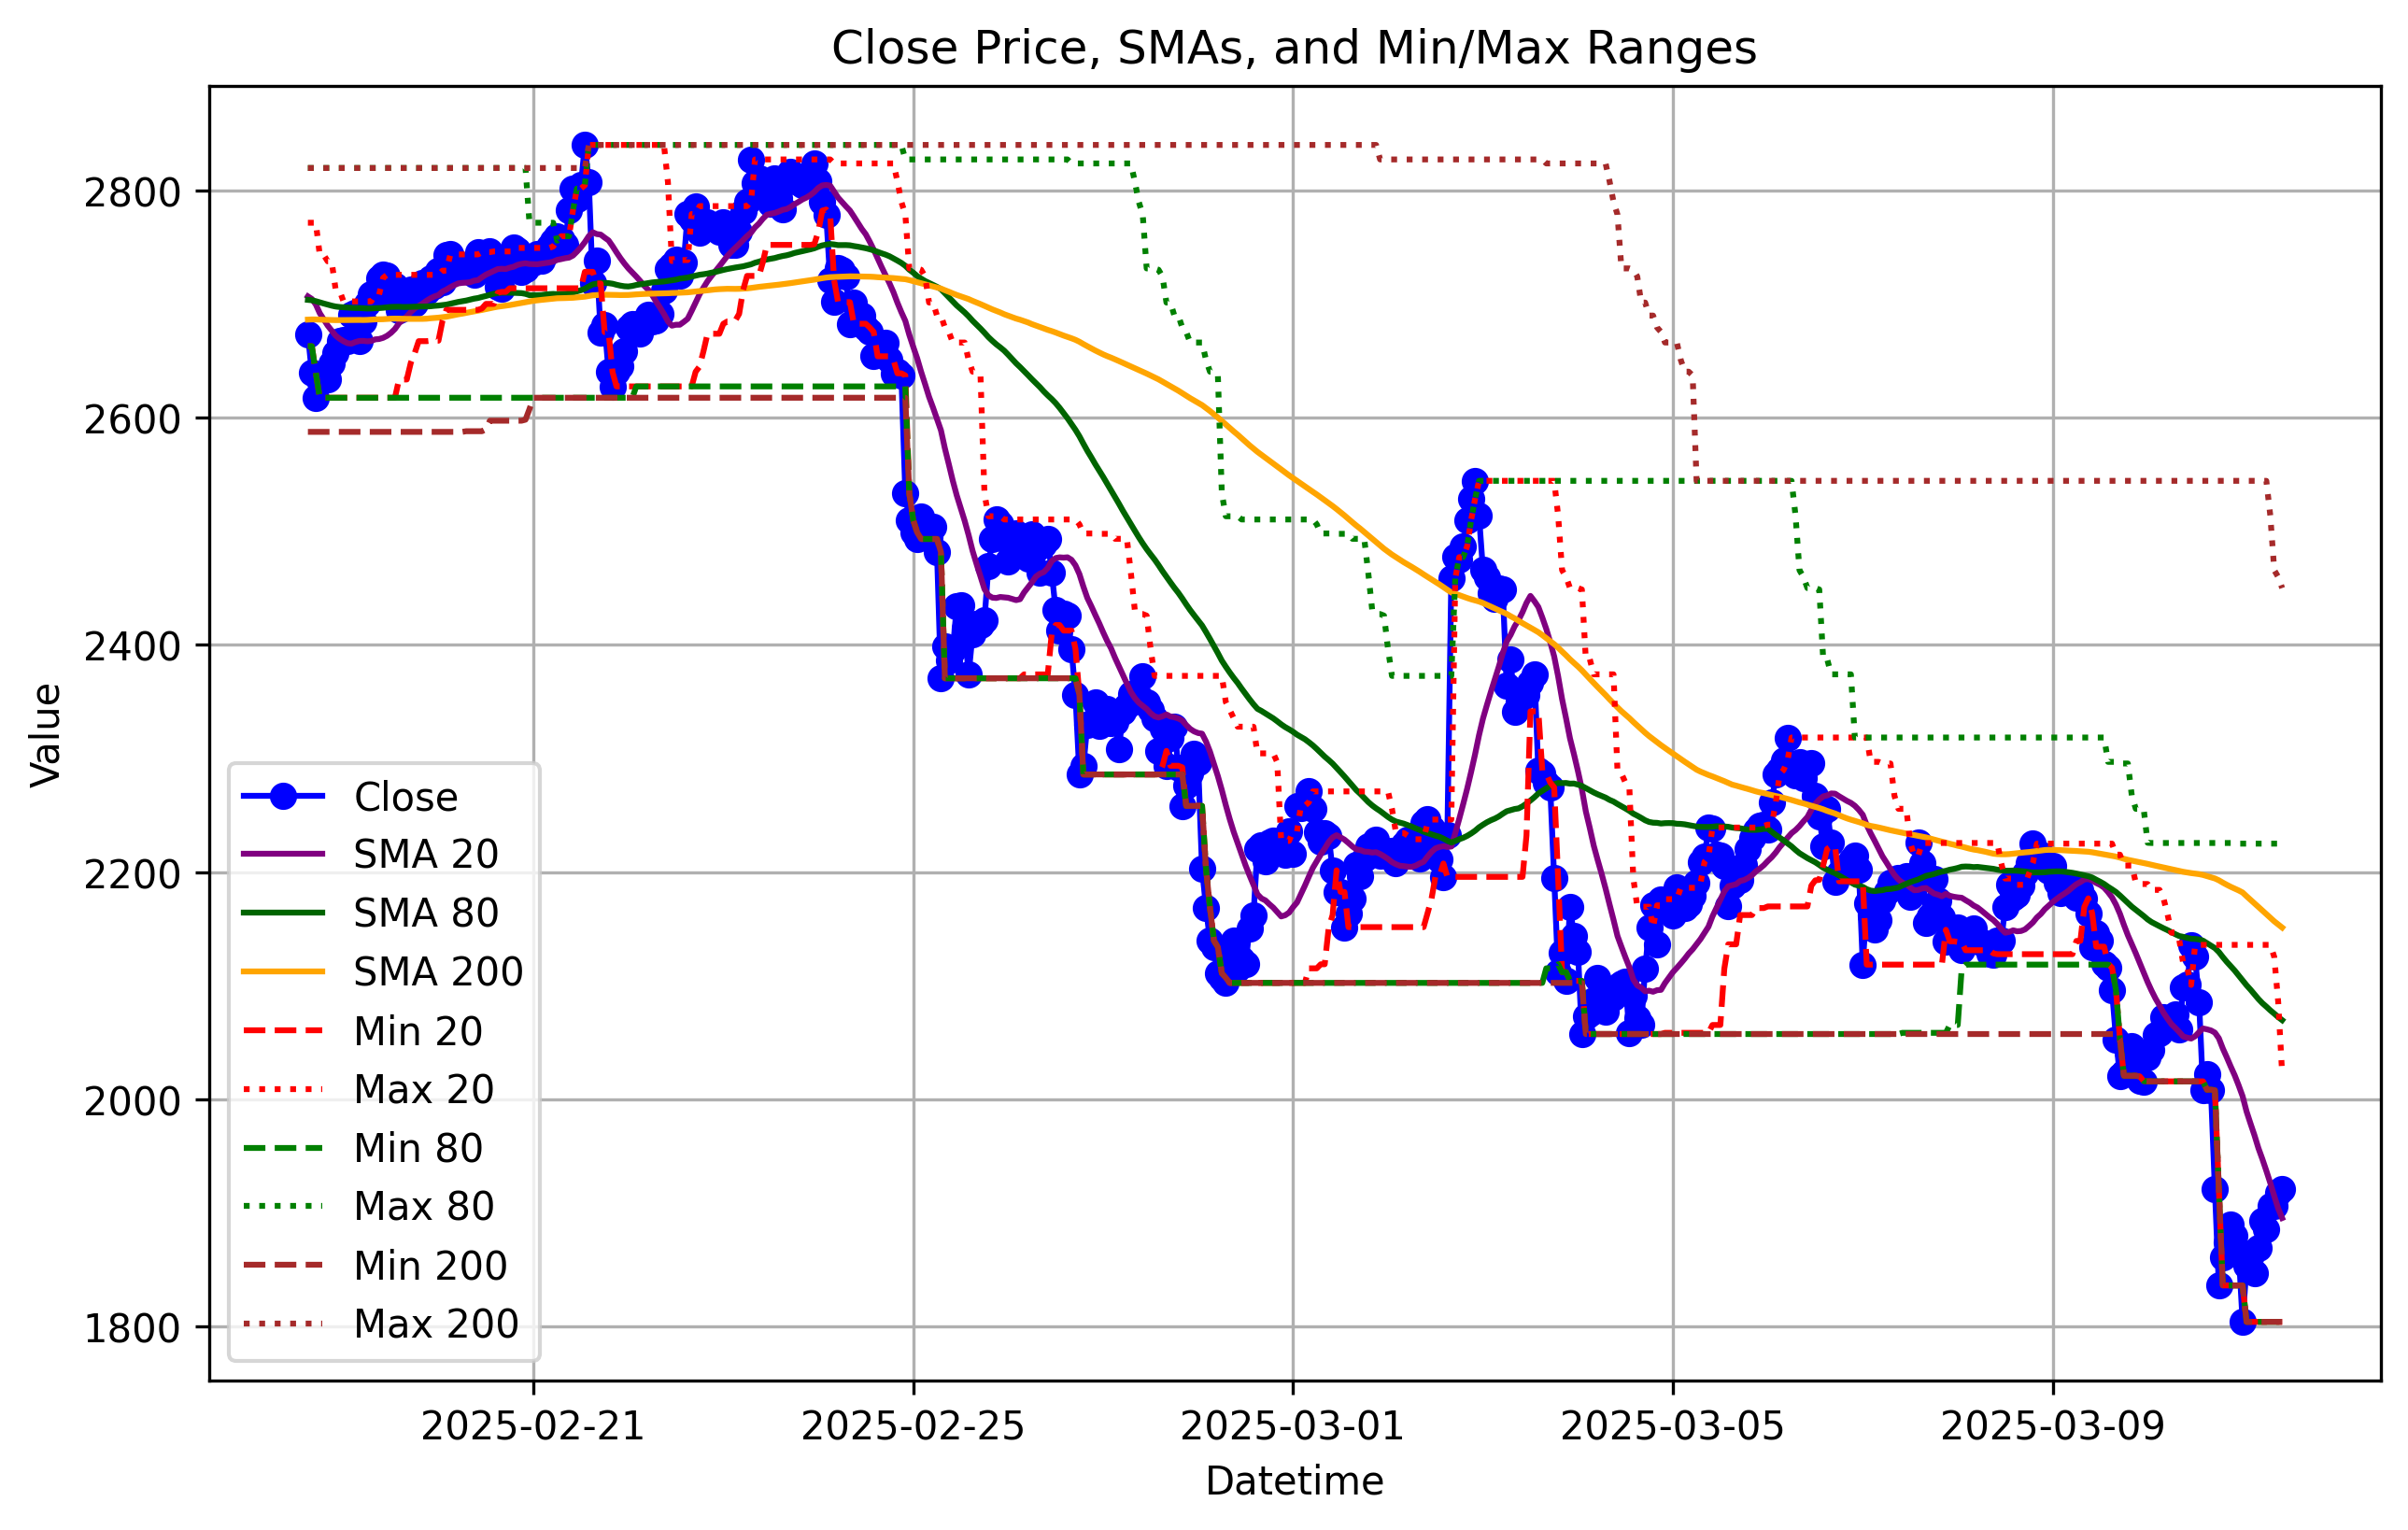 Close Price, SMAs, and Min/Max Ranges
Value
2800
2600
2400
2200
2000
1800
Close
SMA 20
SMA 80
SMA 200
Min 20
Max 20
Min 80
Max 80
Min 200
Max 200
2025-02-21
2025-02-25
2025-03-01
2025-03-05
2025-03-09
Datetime